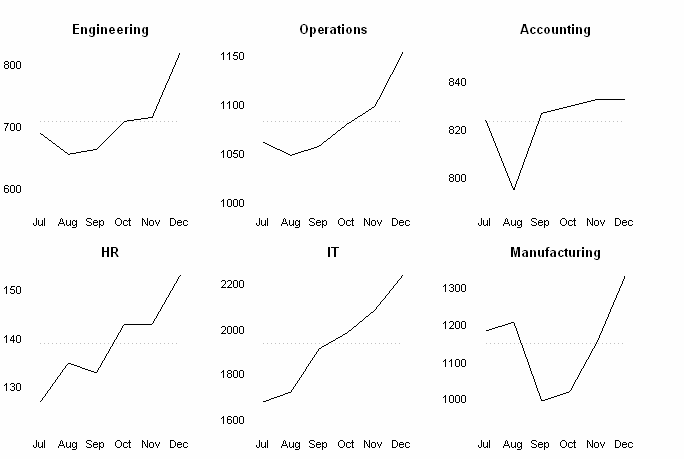 Engineering Operations Accounting
800 1150 840
700 1100 820
600 1050 800
1000
Jul Aug Sep Oct Nov Dec Jul Aug Sep Oct Nov Dec Jul Aug Sep Oct Nov Dec
HR IT Manufacturing
150 2200 1300
140 2000 1200
130 1800 1100
1600 1000
Jul Aug Sep Oct Nov Dec Jul Aug Sep Oct Nov Dec Jul Aug Sep Oct Nov Dec